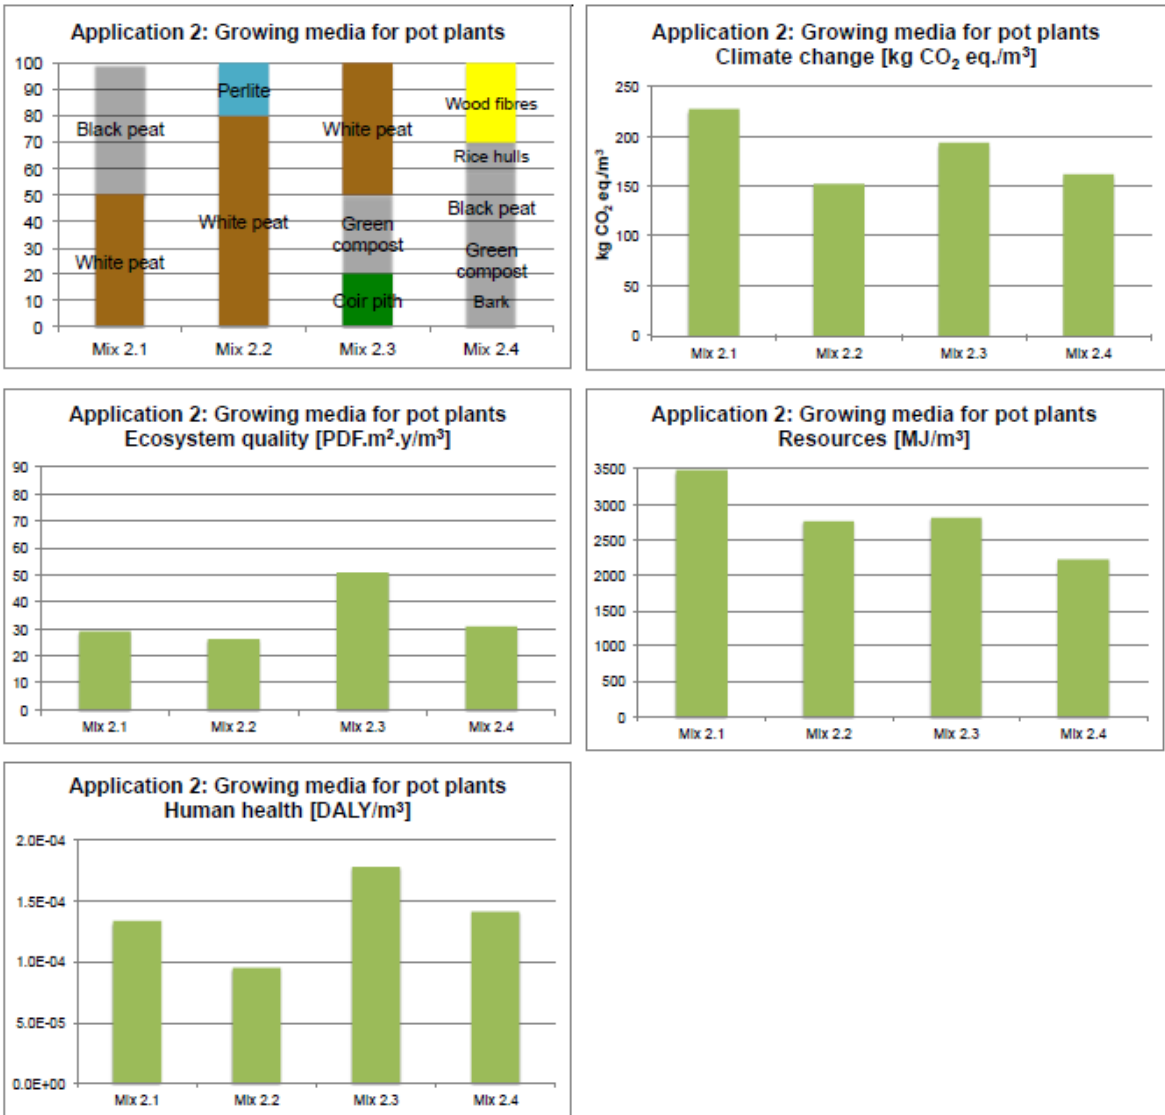 Application 2: Growing media for pot plants
100
90
80
70
60
50
40
30
20
10
0
Black peat
White peat
Perlite
White peat
White peat
Green
compost
Coir pith
Wood fibres
Rice hulls
Black peat
Green
compost
Bark
Mix 2.1
Mix 2.2
Mix 2.3
Mix 2.4
Application 2: Growing media for pot plants
Climate change [kg CO₂ eq./m³]
kg CO₂ eq./m³
250
200
150
100
50
0
Mix 2.1
Mix 2.2
Mix 2.3
Mix 2.4
Application 2: Growing media for pot plants
Ecosystem quality [PDF.m².y/m³]
90
80
70
60
50
40
30
20
10
0
Mix 2.1
Mix 2.2
Mix 2.3
Mix 2.4
Application 2: Growing media for pot plants
Resources [MJ/m³]
3500
3000
2500
2000
1500
1000
500
0
Mix 2.1
Mix 2.2
Mix 2.3
Mix 2.4
Application 2: Growing media for pot plants
Human health [DALY/m³]
2.0E-04
1.5E-04
1.0E-04
5.0E-05
0.0E+00
Mix 2.1
Mix 2.2
Mix 2.3
Mix 2.4